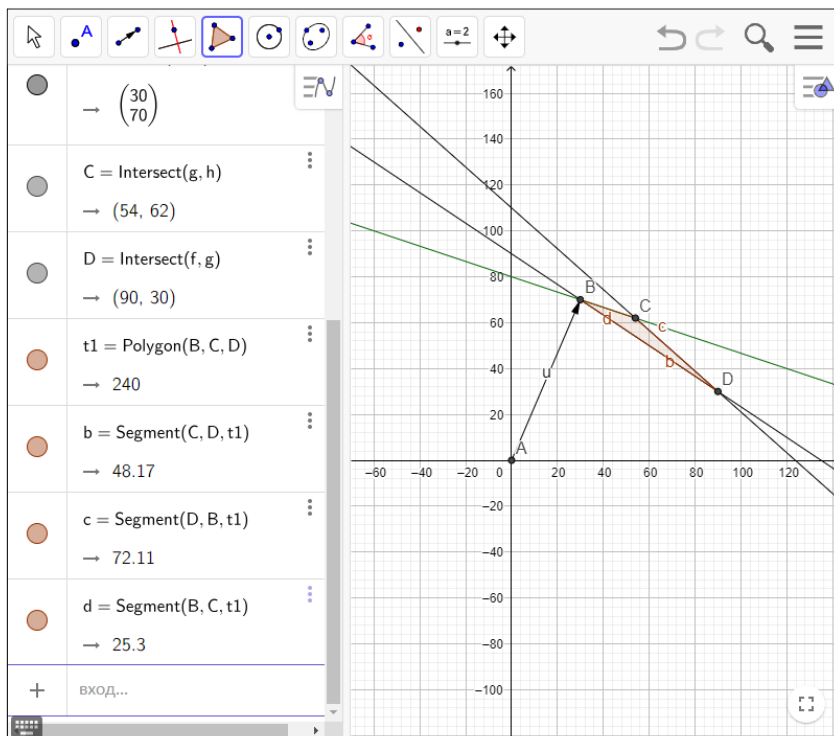 A
a = 2
→ (30
70)
C = Intersect(g, h)
→ (54, 62)
D = Intersect(f, g)
→ (90, 30)
t1 = Polygon(B, C, D)
→ 240
b = Segment(C, D, t1)
→ 48.17
c = Segment(D, B, t1)
→ 72.11
d = Segment(B, C, t1)
→ 25.3
+ вход...
160
140
120
100
80
60
40
20
−20
−40
−60
−80
−100
−60 −40 −20 0 20 40 60 80 100 120
B
C
d
c
b
D
u
A